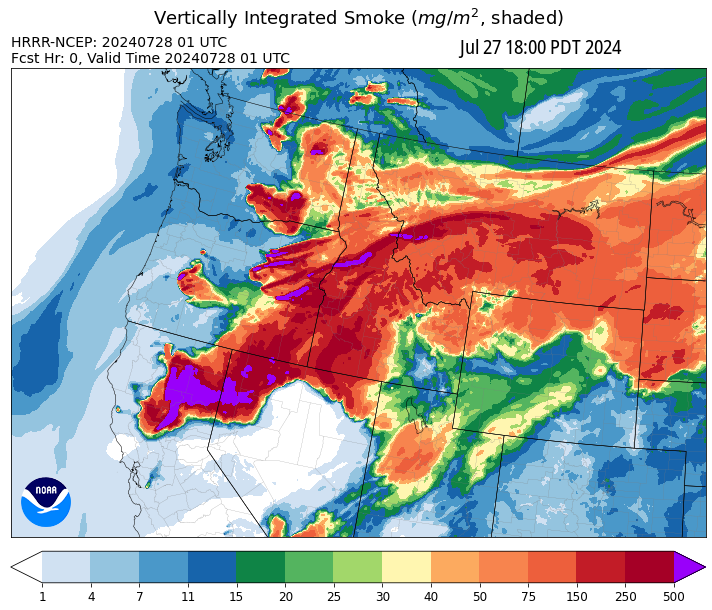 Vertically Integrated Smoke (mg/m², shaded)
HRRR-NCEP: 20240728 01 UTC
Jul 27 18:00 PDT 2024
Fcst Hr: 0, Valid Time 20240728 01 UTC
NOAA
1 4 7 11 15 20 25 30 40 50 75 150 250 500